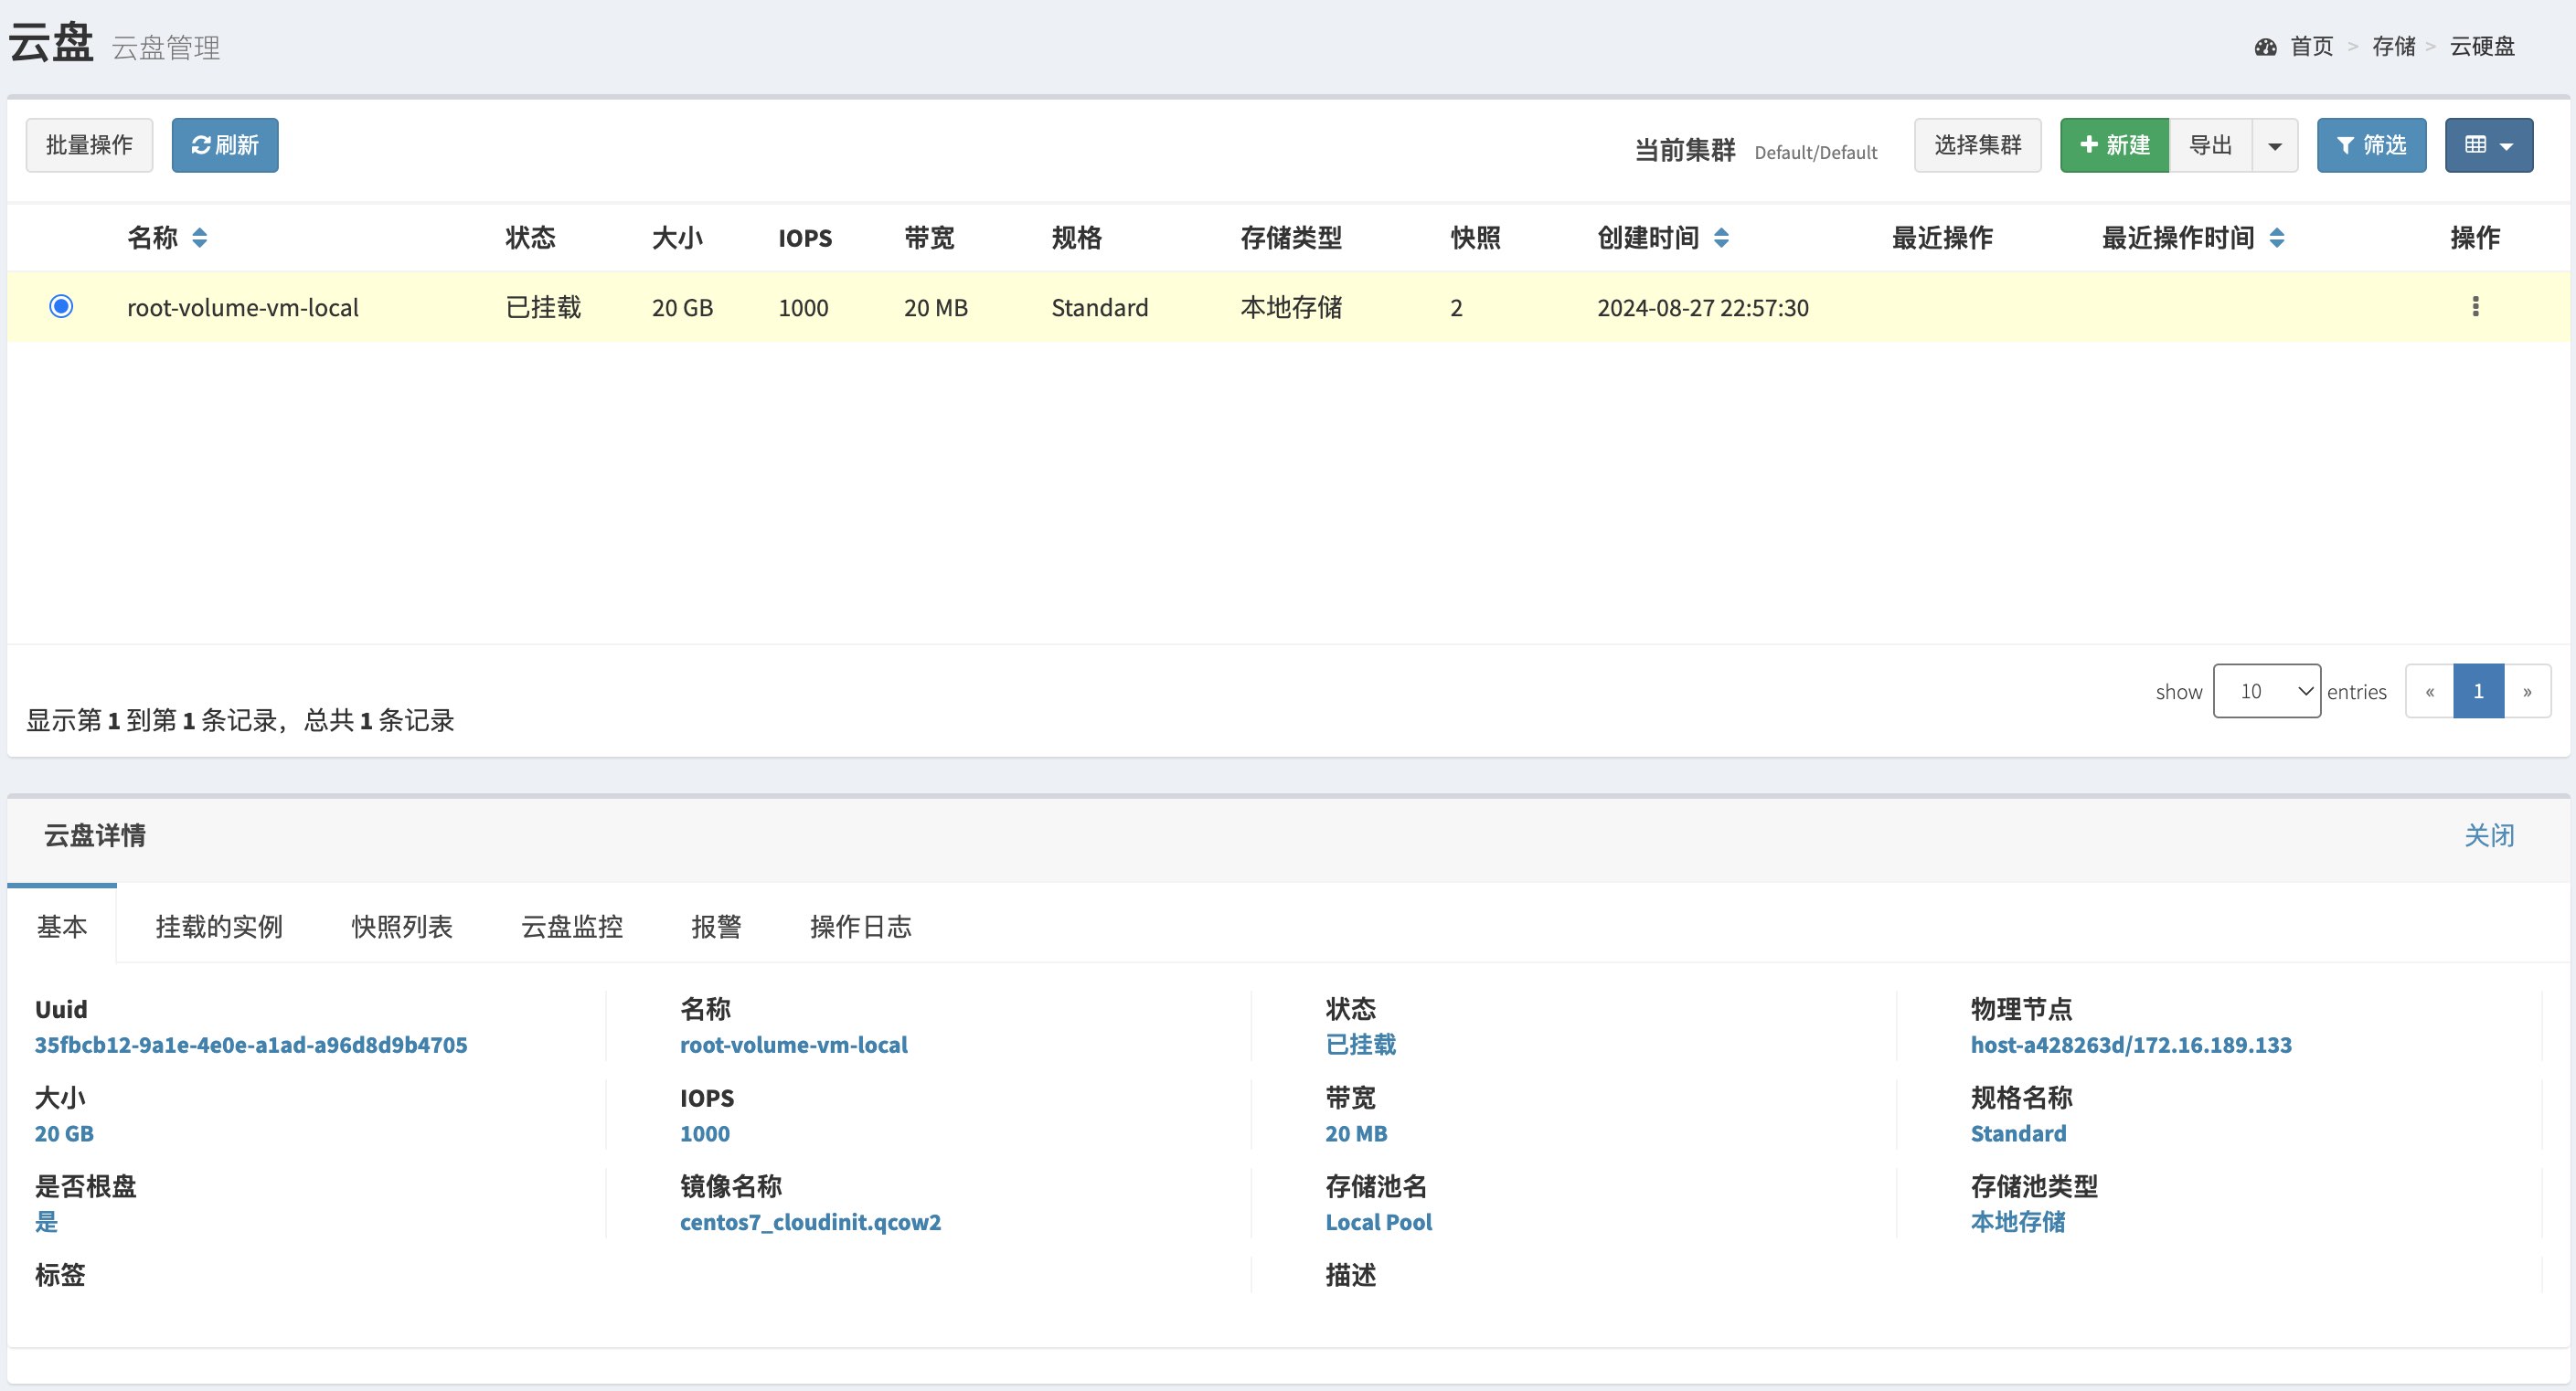 云盘 云盘管理
首页 > 存储 > 云硬盘
批量操作 刷新 当前集群 Default/Default 选择集群 新建 导出 筛选
名称 状态 大小 IOPS 带宽 规格 存储类型 快照 创建时间 最近操作 最近操作时间 操作
root-volume-vm-local 已挂载 20 GB 1000 20 MB Standard 本地存储 2 2024-08-27 22:57:30
show 10 entries « 1 »
显示第 1 到第 1 条记录，总共 1 条记录
云盘详情 关闭
基本 挂载的实例 快照列表 云盘监控 报警 操作日志
Uuid 名称 状态 物理节点
35fbcb12-9a1e-4e0e-a1ad-a96d8d9b4705 root-volume-vm-local 已挂载 host-a428263d/172.16.189.133
大小 IOPS 带宽 规格名称
20 GB 1000 20 MB Standard
是否根盘 镜像名称 存储池名 存储池类型
是 centos7_cloudinit.qcow2 Local Pool 本地存储
标签 描述